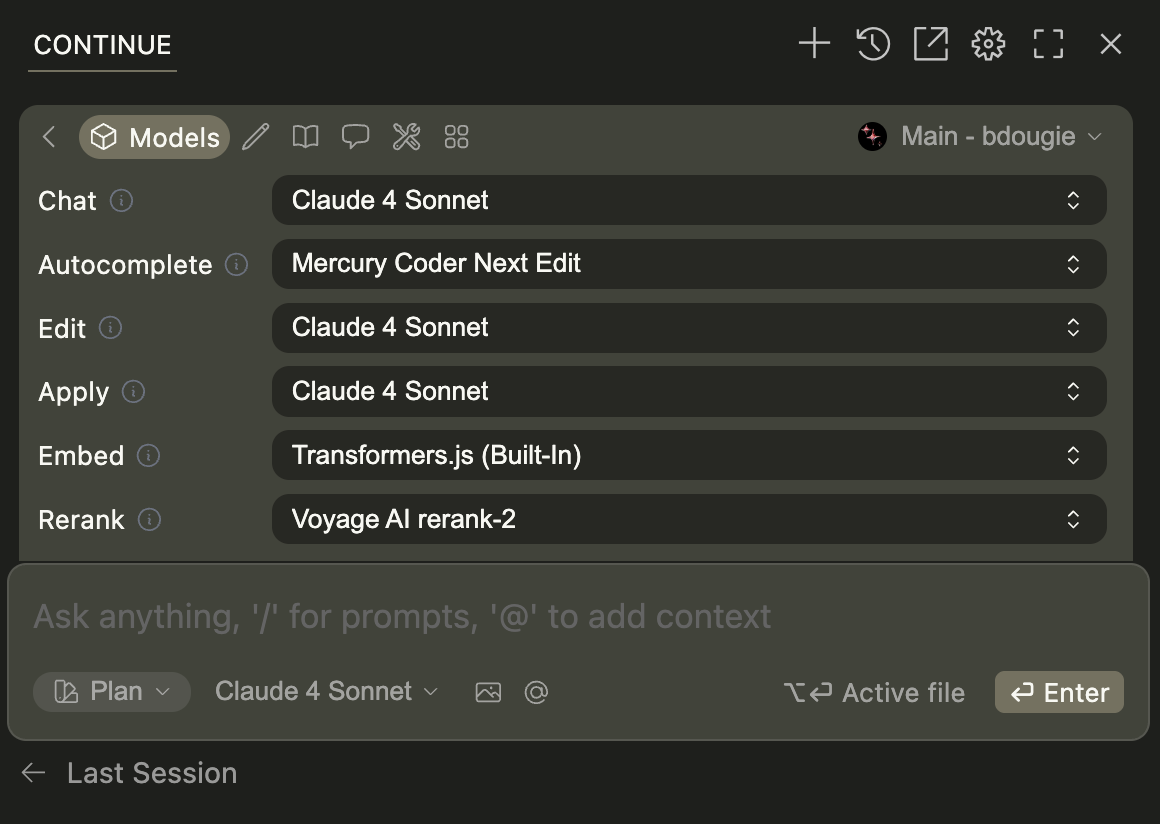 CONTINUE
Models
Main - bdougie
Chat Claude 4 Sonnet
Autocomplete Mercury Coder Next Edit
Edit Claude 4 Sonnet
Apply Claude 4 Sonnet
Embed Transformers.js (Built-In)
Rerank Voyage AI rerank-2
Ask anything, '/' for prompts, '@' to add context
Plan Claude 4 Sonnet @ ⌥⏎ Active file ⏎ Enter
← Last Session